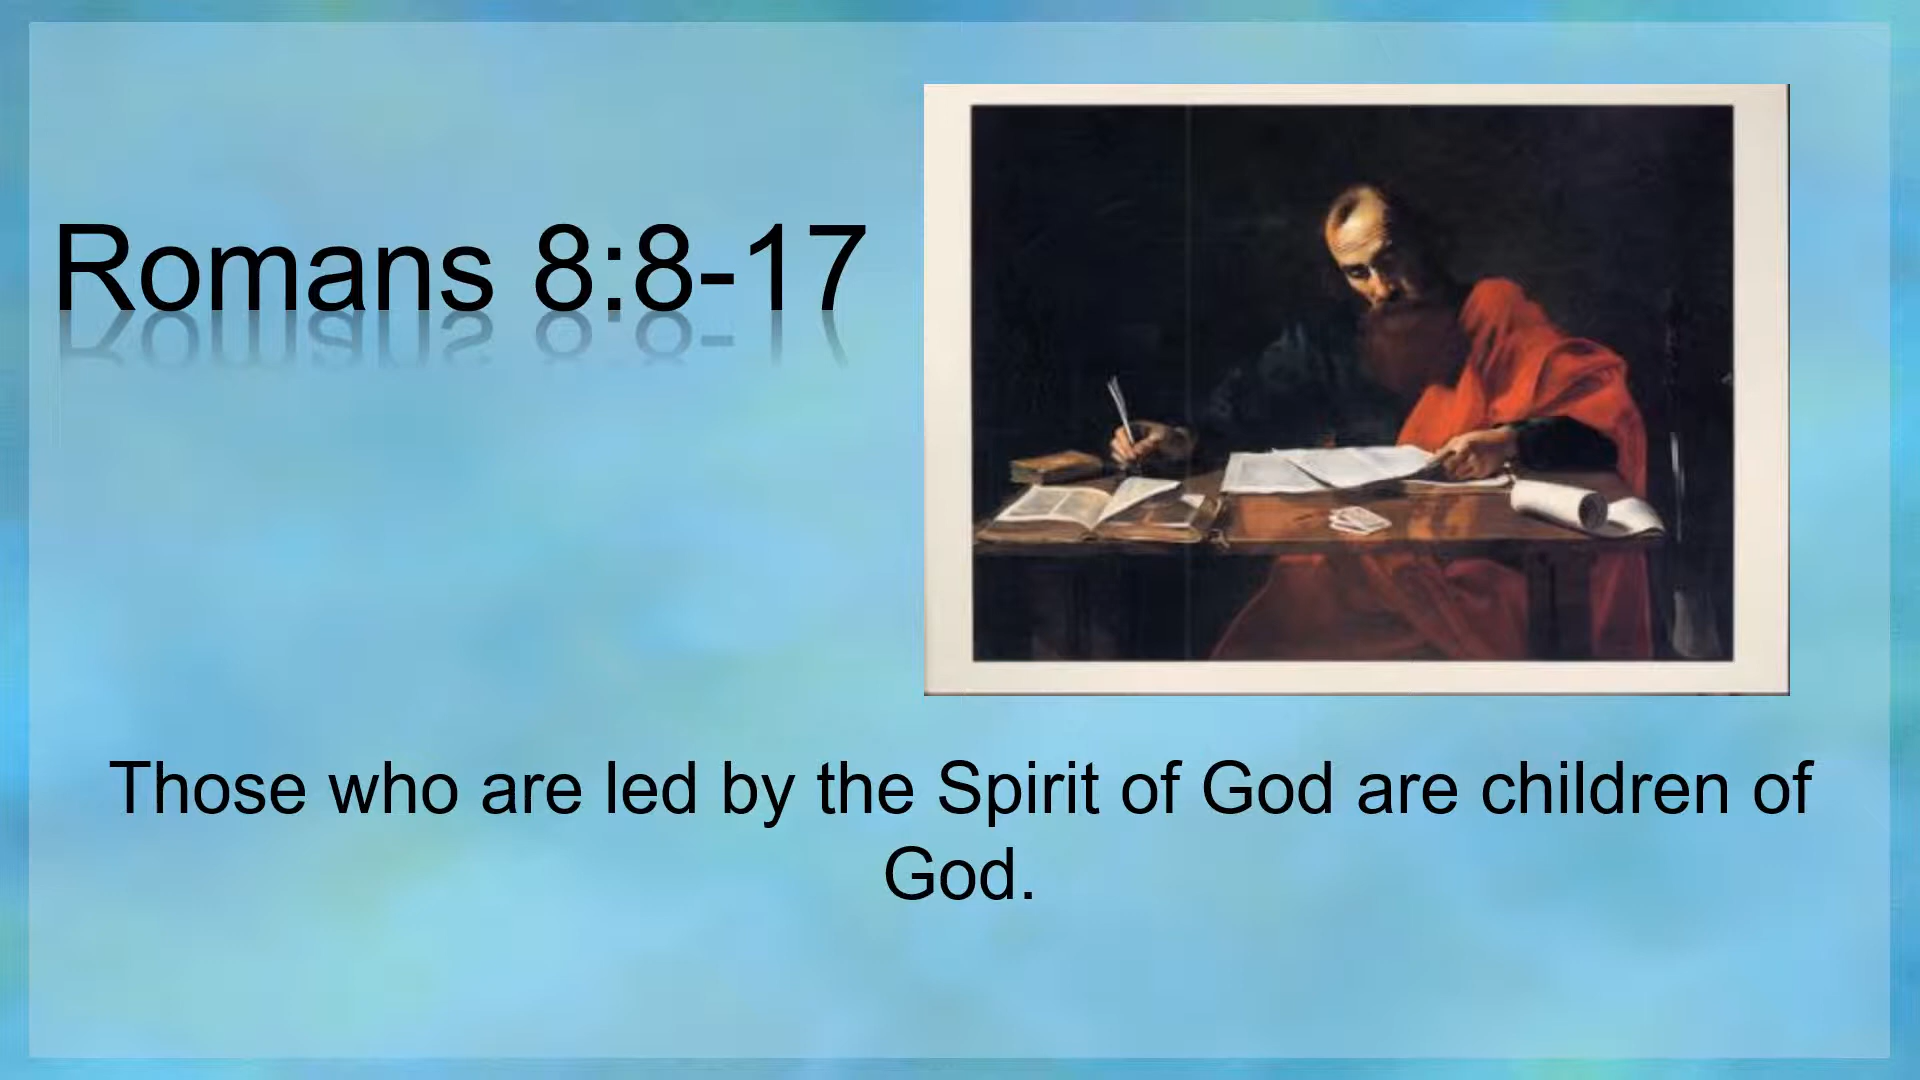 Romans 8:8-17
Those who are led by the Spirit of God are children of
God.